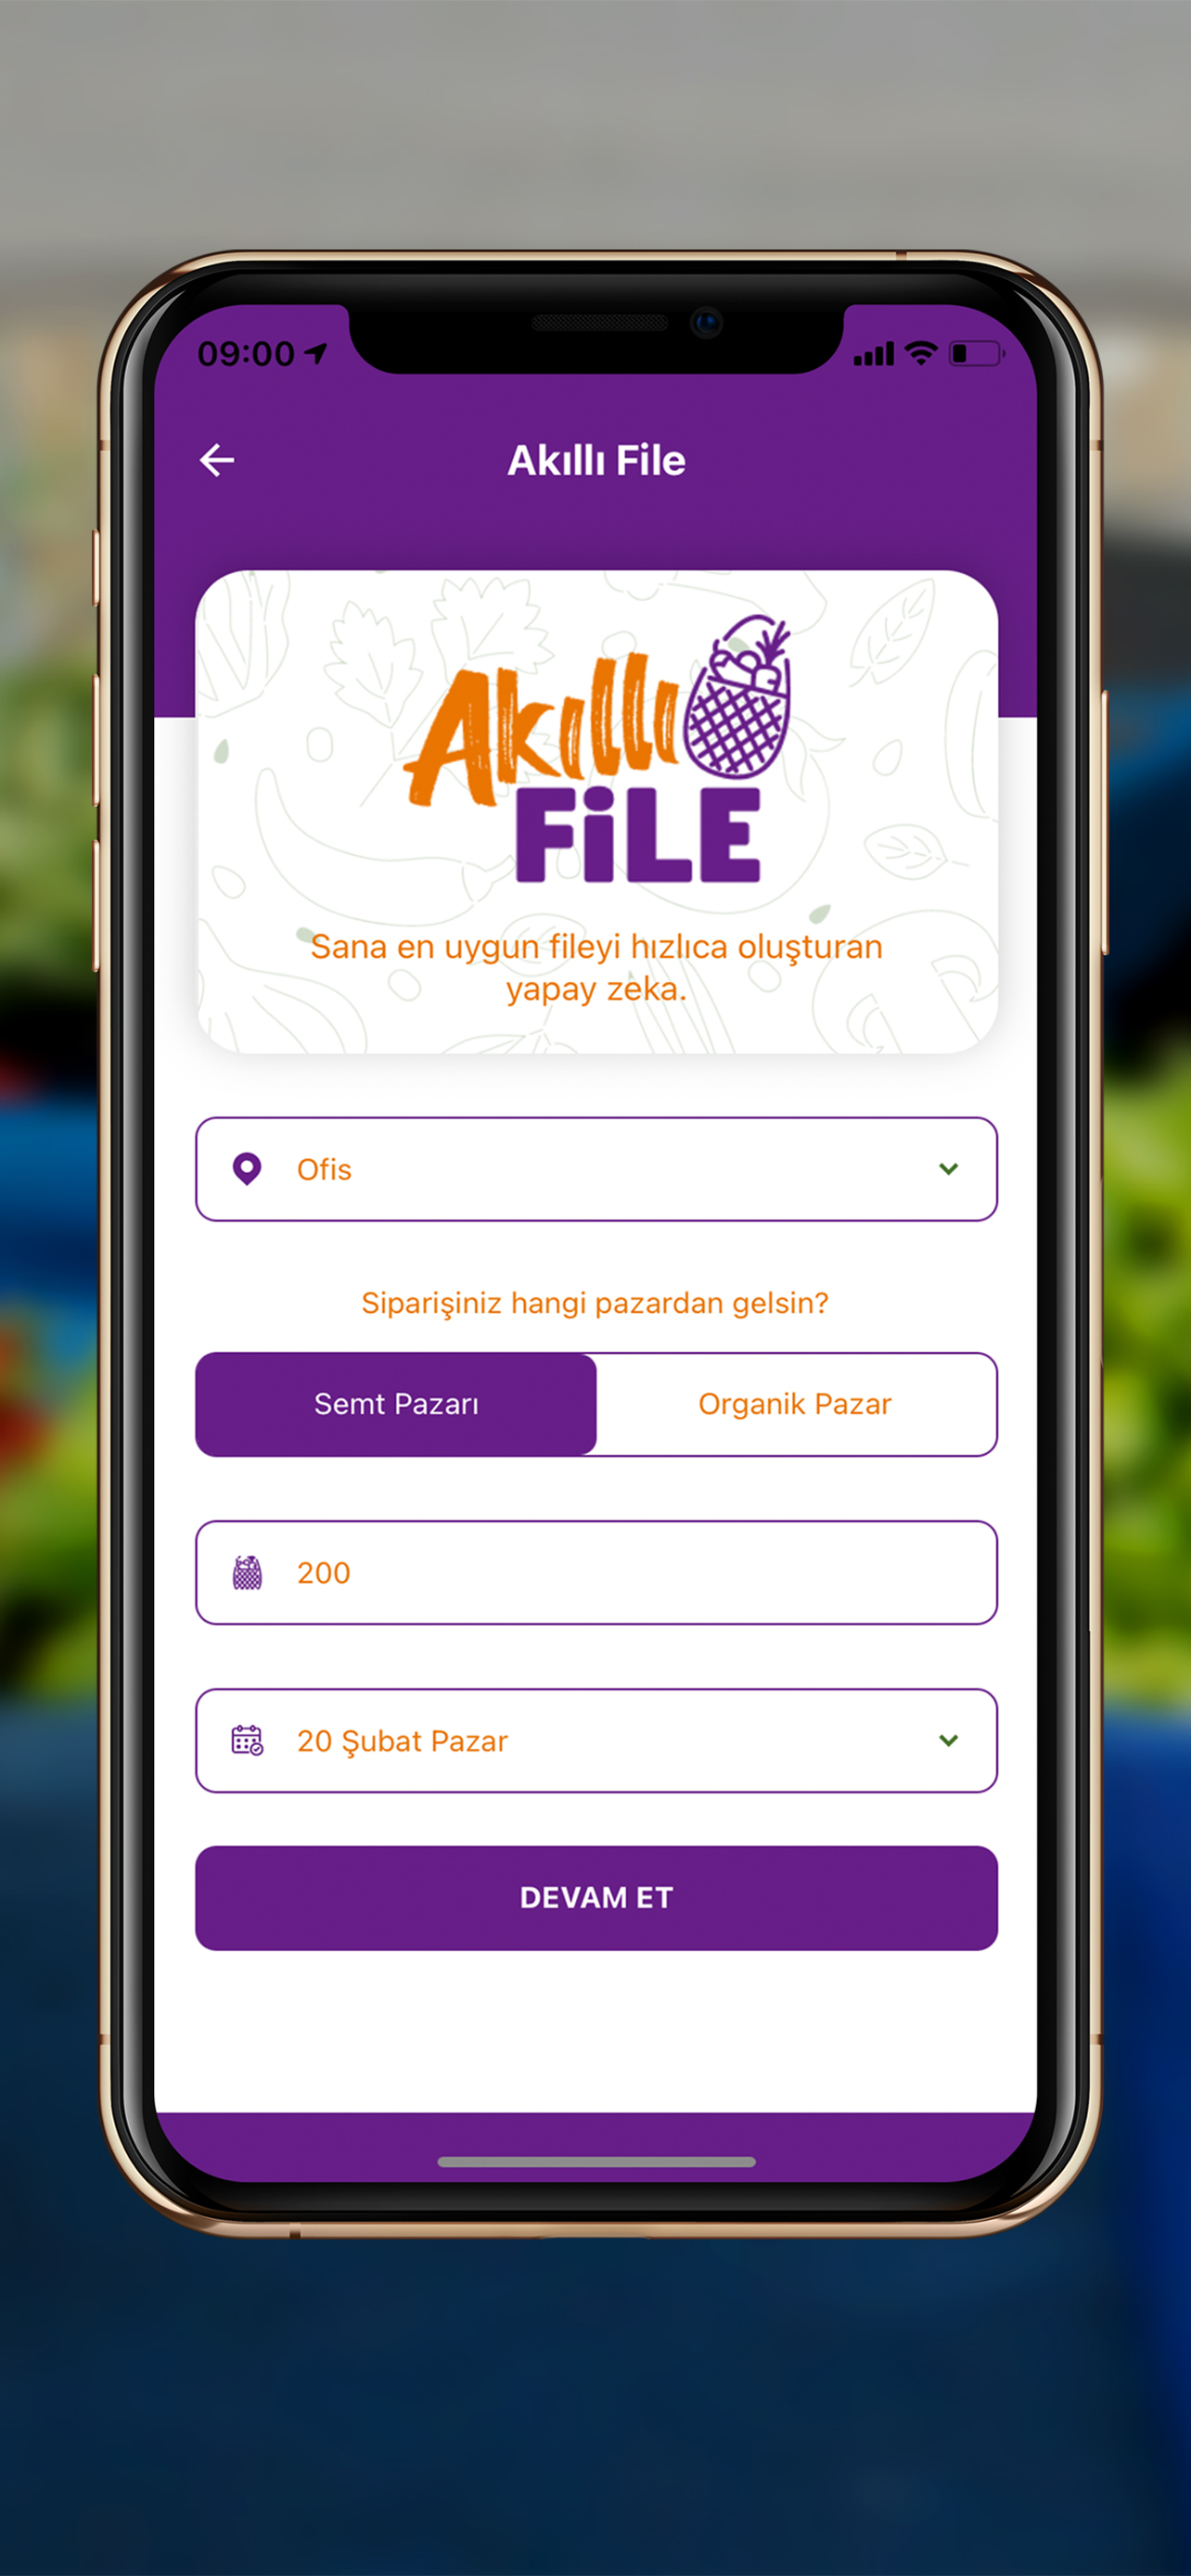 09:00
Akıllı File
Akıllı
FiLE
Sana en uygun fileyi hızlıca oluşturan
yapay zeka.
Ofis
Siparişiniz hangi pazardan gelsin?
Semt Pazarı
Organik Pazar
200
20 Şubat Pazar
DEVAM ET